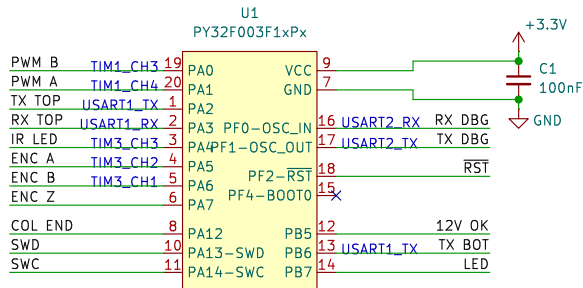 U1
PY32F003F1xPx
+3.3V
PWM B TIM1_CH3 19 PA0 VCC 9
C1
PWM A TIM1_CH4 20 PA1 GND 7
100nF
TX TOP USART1_TX 1 PA2
GND
RX TOP USART1_RX 2 PA3 PF0-OSC_IN 16 USART2_RX RX DBG
IR LED TIM3_CH3 3 PA4 PF1-OSC_OUT 17 USART2_TX TX DBG
ENC A TIM3_CH2 4 PA5
PF2-RST 18 RST
ENC B TIM3_CH1 5 PA6
PF4-BOOT0 15
ENC Z 6 PA7
COL END 8 PA12 PB5 12 12V OK
SWD 10 PA13-SWD PB6 13 USART1_TX TX BOT
SWC 11 PA14-SWC PB7 14 LED